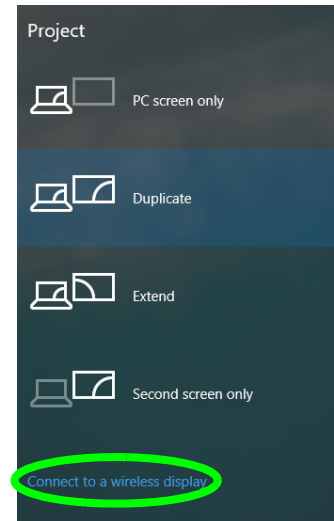 Project
PC screen only
Duplicate
Extend
Second screen only
Connect to a wireless display